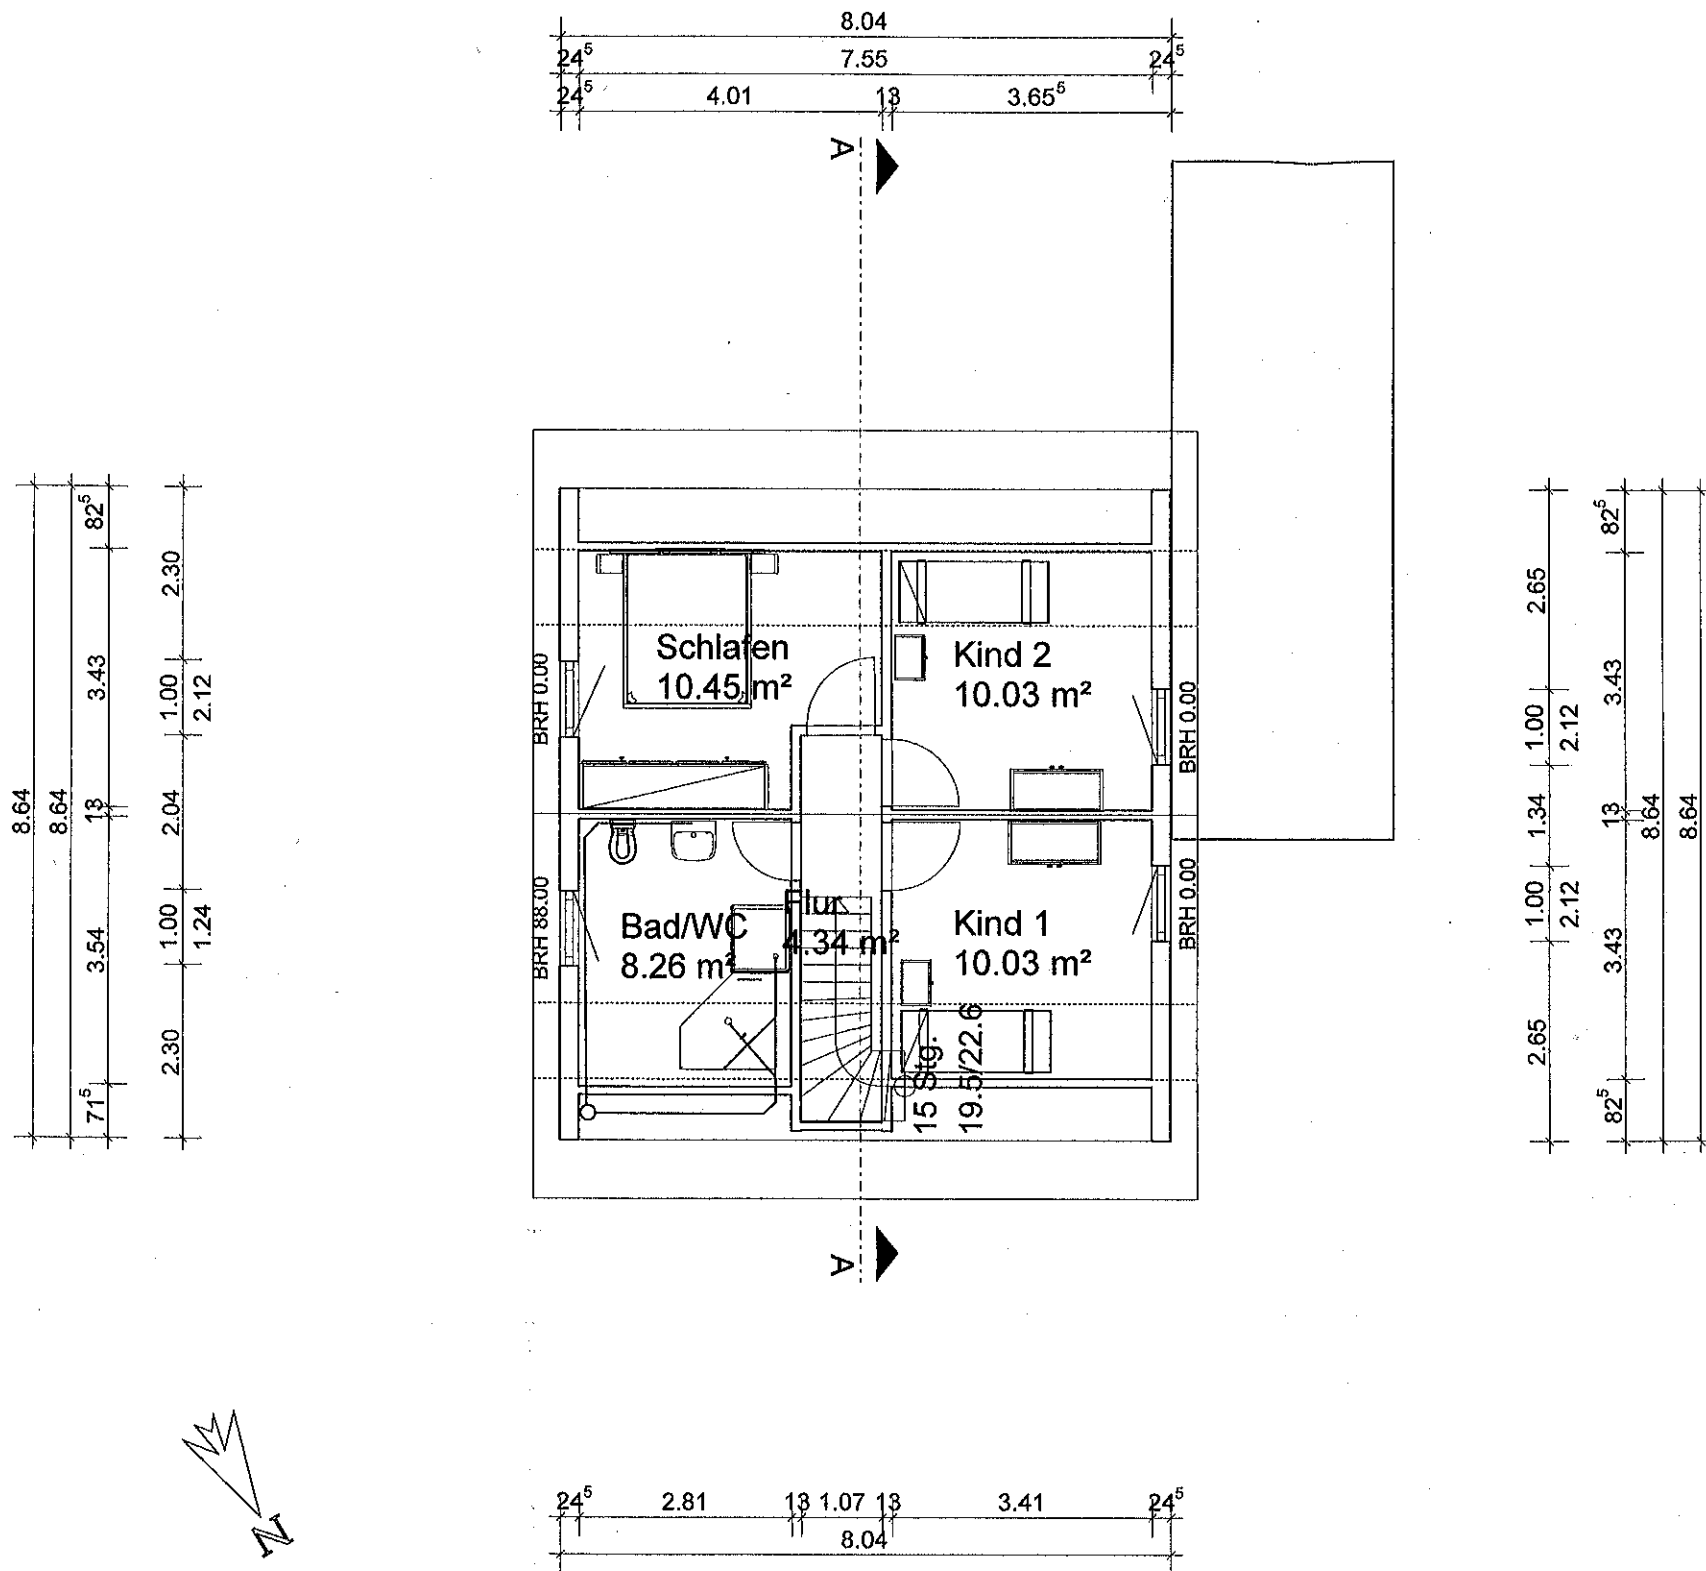 8.04
24⁵ 7.55 24⁵
24⁵ 4.01 13 3.65⁵
A
82⁵
3.43
13
3.54
71⁵
8.64
8.64
2.30
1.00
2.12
2.04
1.00
1.24
2.30
BRH 0.00
BRH 88.00
Schlafen
10.45 m²
Kind 2
10.03 m²
BRH 0.00
Bad/WC
8.26 m²
Flur
4.34 m²
Kind 1
10.03 m²
BRH 0.00
15 Stg.
19.5/22.6
2.65
1.00
2.12
1.34
1.00
2.12
2.65
82⁵
3.43
13
3.43
82⁵
8.64
8.64
A
N
24⁵ 2.81 13 1.07 13 3.41 24⁵
8.04